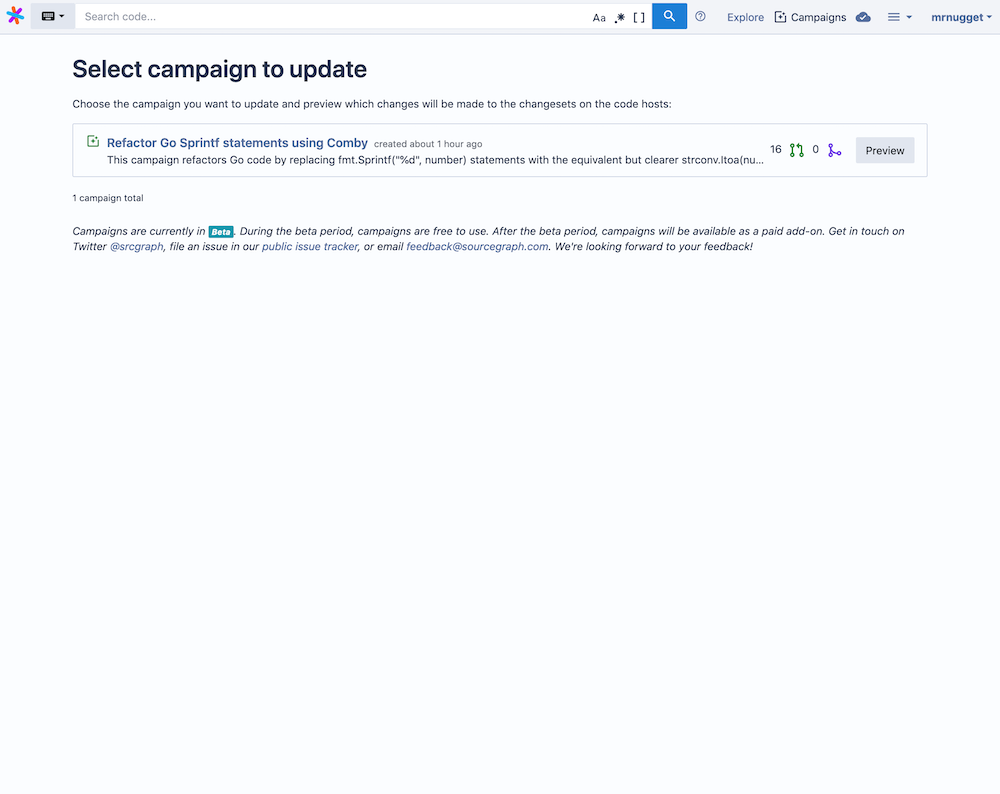 Search code... Aa .* [ ] Explore Campaigns mrnugget
Select campaign to update
Choose the campaign you want to update and preview which changes will be made to the changesets on the code hosts:
Refactor Go Sprintf statements using Comby created about 1 hour ago
16 0 Preview
This campaign refactors Go code by replacing fmt.Sprintf("%d", number) statements with the equivalent but clearer strconv.Itoa(nu...
1 campaign total
Campaigns are currently in Beta. During the beta period, campaigns are free to use. After the beta period, campaigns will be available as a paid add-on. Get in touch on
Twitter @srcgraph, file an issue in our public issue tracker, or email feedback@sourcegraph.com. We're looking forward to your feedback!